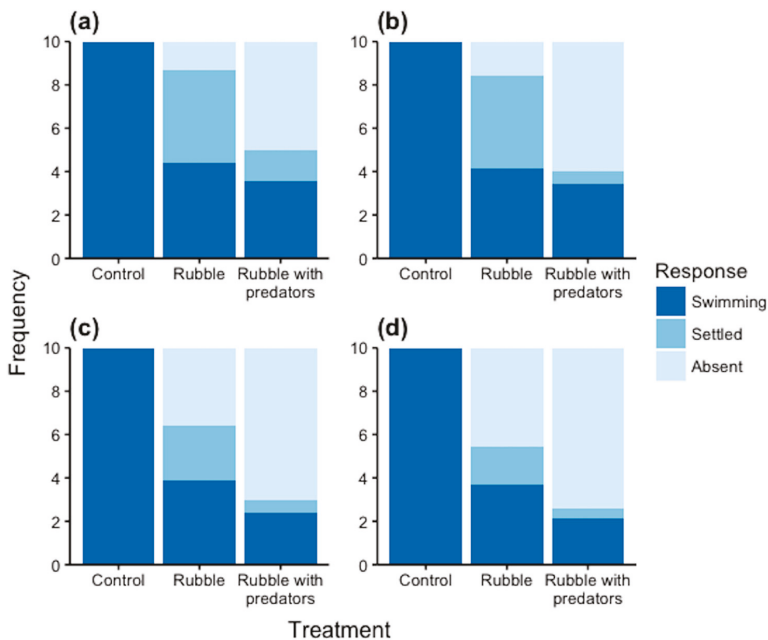 (a)
(b)
10
8
6
4
2
0
Control
Rubble
Rubble with
predators
10
8
6
4
2
0
Control
Rubble
Rubble with
predators
Response
Swimming
Settled
Absent
Frequency
(c)
(d)
10
8
6
4
2
0
Control
Rubble
Rubble with
predators
10
8
6
4
2
0
Control
Rubble
Rubble with
predators
Treatment